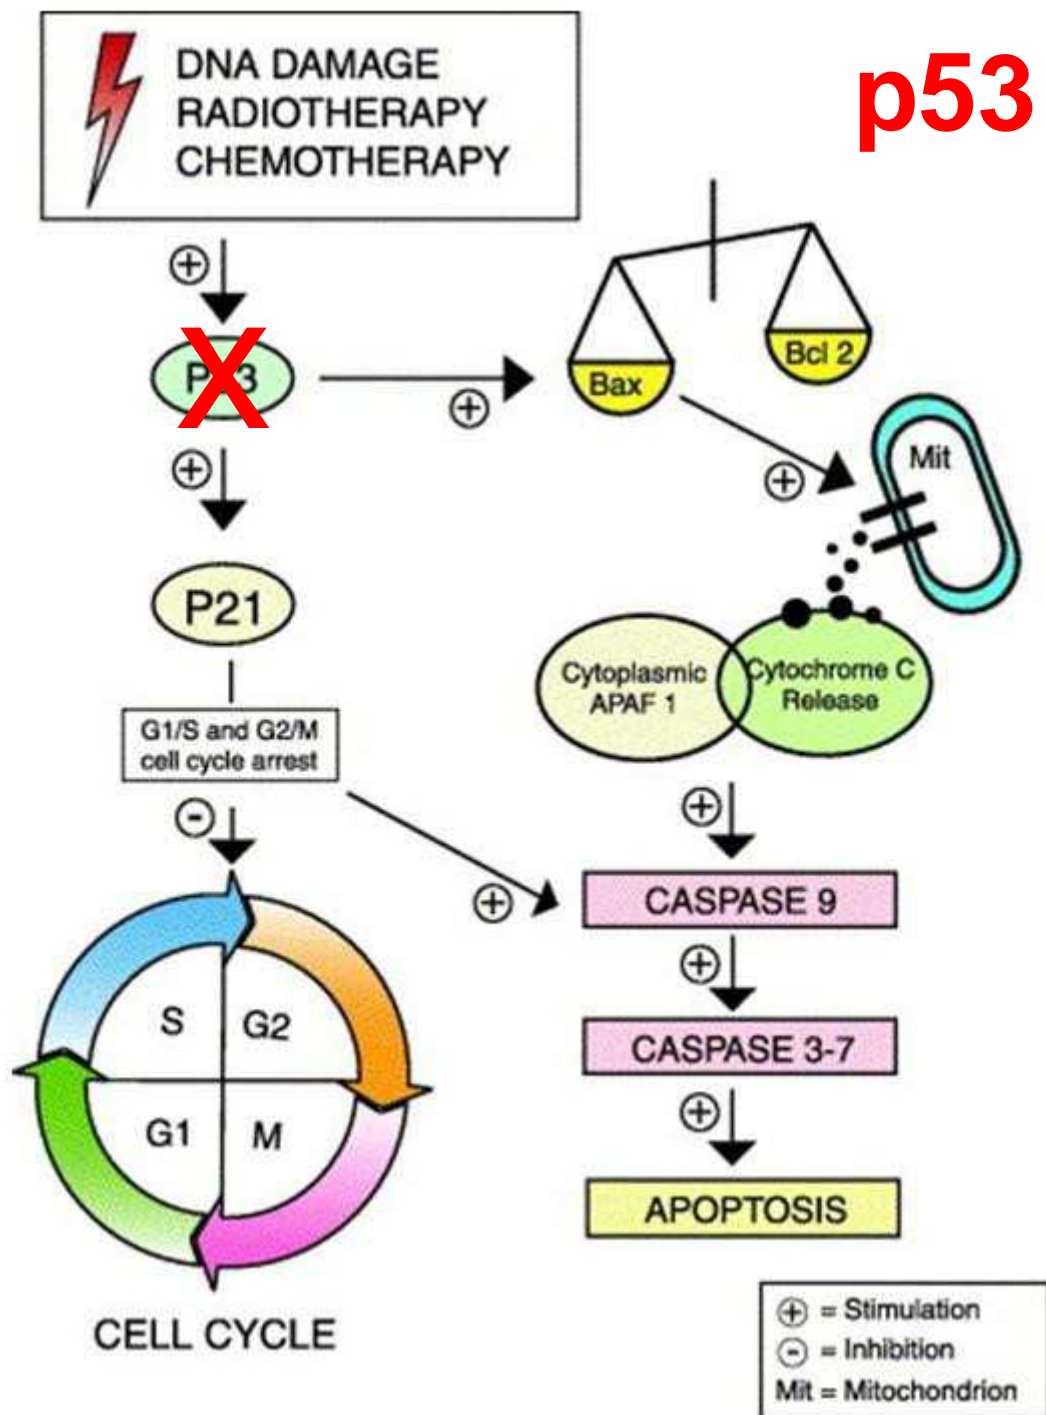 DNA DAMAGE
RADIOTHERAPY
CHEMOTHERAPY
p53
+
P X 3
+
Bax
Bcl 2
+
+
Mit
P21
Cytoplasmic
APAF 1
Cytochrome C
Release
G1/S and G2/M
cell cycle arrest
-
+
+
CASPASE 9
+
CASPASE 3-7
+
APOPTOSIS
S
G2
G1
M
CELL CYCLE
+ = Stimulation
- = Inhibition
Mit = Mitochondrion